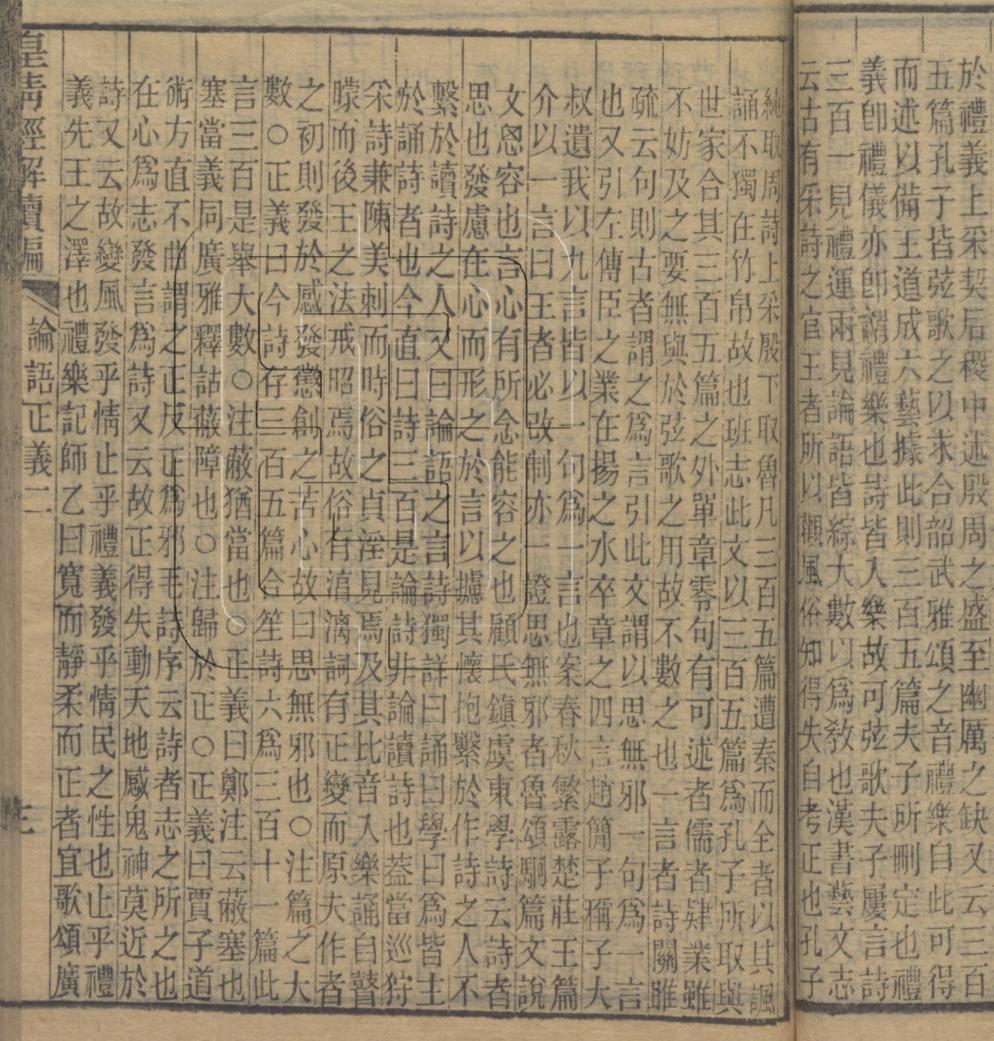 於禮義上采契后稷中述殷周之盛至幽厲之缺又云三百
五篇孔子皆弦歌之以求合韶武雅頌之音禮樂自此可得
而述以備王道成六藝據此則三百五篇夫子所刪定也禮
義卽禮儀亦卽謂禮樂也詩皆入樂故可弦歌夫子屢言詩
三百一見禮運兩見論語皆綜大數以爲教也漢書藝文志
云古有采詩之官王者所以觀風俗知得失自考正也孔子
純取周詩上采殷下取魯凡三百五篇遭秦而全者以其諷
誦不獨在竹帛故也班志此文以三百五篇爲孔子所取與
世家合其三百五篇之外單章零句有可述者儒者肄業雖
不妨及之要無與於弦歌之用故不數之也一言者詩關雎
疏云句則古者謂之爲言引此文謂以思無邪一句爲一言
也又引左傳臣之業在揚之水卒章之四言趙簡子稱子大
叔遺我以九言皆以一句爲一言也案春秋繁露楚莊王篇
介以一言曰王者必改制亦一證思無邪者魯頌駉篇文說
文恖容也言心有所念能容之也顧氏鎮虞東學詩云詩者
思也發慮在心而形之於言以攄其懷抱繫於作詩之人不
繫於讀詩之人又曰論語之言詩獨詳曰誦曰學曰爲皆主
於誦詩者也今直曰詩三百是論詩非論讀詩也葢當巡狩
采詩兼陳美刺而時俗之貞淫見焉及其比音入樂誦自瞽
矇而後王之法戒昭焉故俗有湻漓詞有正變而原夫作者
之初則發於感發懲創之苦心故曰思無邪也〇注篇之大
數〇正義曰今詩存三百五篇合笙詩六爲三百十一篇此
言三百是舉大數〇注蔽猶當也〇正義曰鄭注云蔽塞也
塞當義同廣雅釋詁蔽障也〇注歸於正〇正義曰賈子道
術方直不曲謂之正反正爲邪毛詩序云詩者志之所之也
在心爲志發言爲詩又云故正得失動天地感鬼神莫近於
詩又云故變風發乎情止乎禮義發乎情民之性也止乎禮
義先王之澤也禮樂記師乙曰寬而靜柔而正者宜歌頌廣
皇清經解續編
論語正義二
三